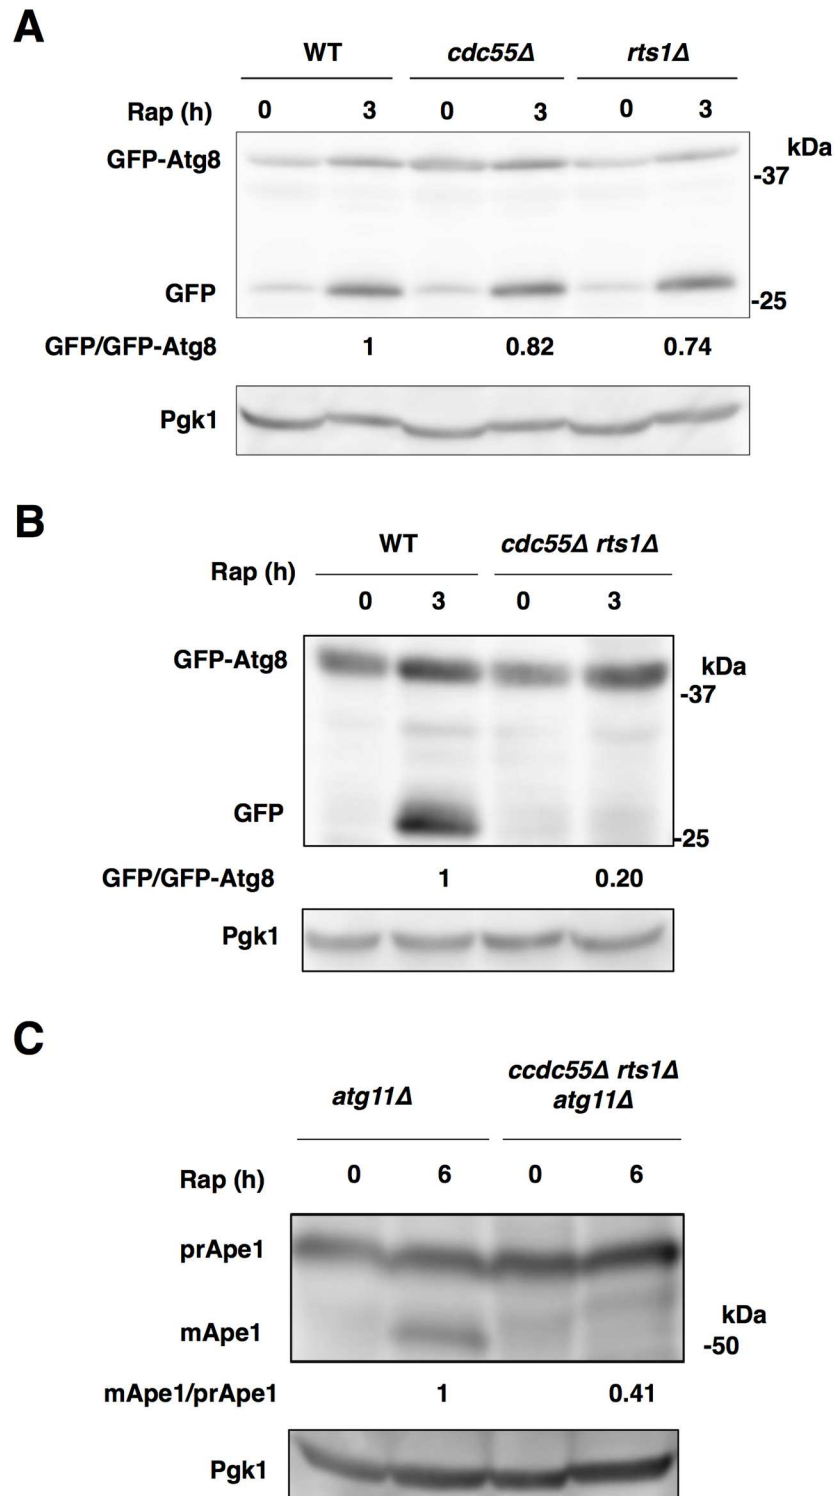 A
WT cdc55Δ rts1Δ
Rap (h) 0 3 0 3 0 3
kDa
GFP-Atg8
-37
GFP
-25
GFP/GFP-Atg8 1 0.82 0.74
Pgk1
B
WT cdc55Δ rts1Δ
Rap (h)
0 3 0 3
GFP-Atg8
kDa
-37
GFP
-25
GFP/GFP-Atg8 1 0.20
Pgk1
C
ccdc55Δ rts1Δ
atg11Δ atg11Δ
Rap (h) 0 6 0 6
prApe1
kDa
mApe1
-50
mApe1/prApe1 1 0.41
Pgk1